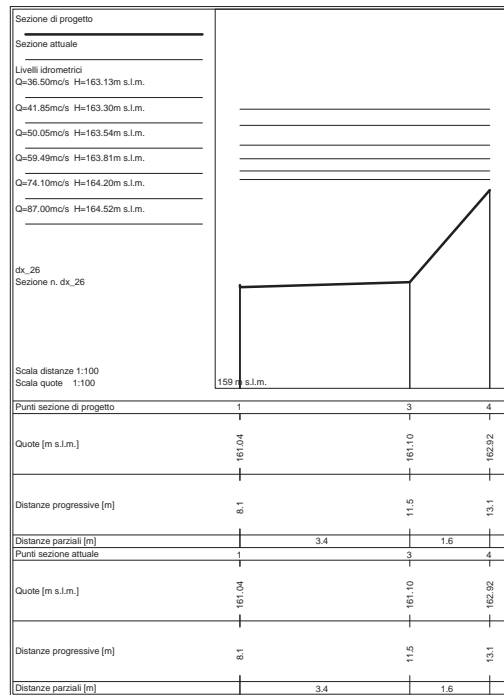 Sezione di progetto
Sezione attuale
Livelli idrometrici
Q=36.50mc/s H=163.13m s.l.m.
Q=41.85mc/s H=163.30m s.l.m.
Q=50.05mc/s H=163.54m s.l.m.
Q=59.49mc/s H=163.81m s.l.m.
Q=74.10mc/s H=164.20m s.l.m.
Q=87.00mc/s H=164.52m s.l.m.
dx_26
Sezione n. dx_26
Scala distanze 1:100
Scala quote 1:100
159 m s.l.m.
Punti sezione di progetto 1 3 4
Quote [m s.l.m.] 161.04 161.10 162.92
Distanze progressive [m] 8.1 11.5 13.1
Distanze parziali [m] 3.4 1.6
Punti sezione attuale 1 3 4
Quote [m s.l.m.] 161.04 161.10 162.92
Distanze progressive [m] 8.1 11.5 13.1
Distanze parziali [m] 3.4 1.6